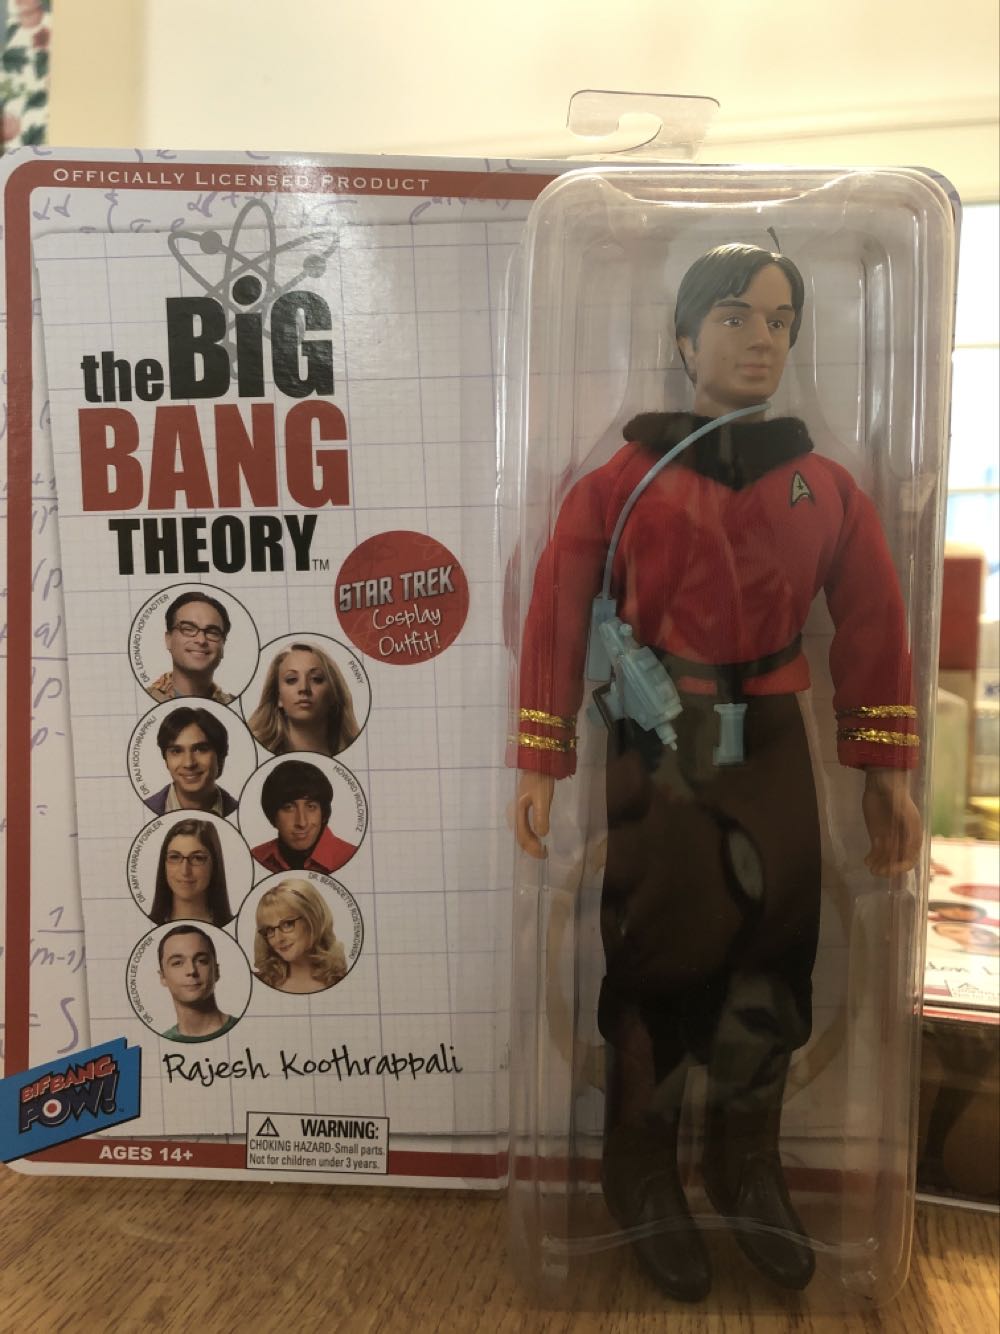 OFFICIALLY LICENSED PRODUCT
the BiG
BANG
THEORY™
STAR TREK
Cosplay
Outfit!
DR. LEONARD HOFSTADTER
PENNY
DR. RAJ KOOTHRAPPALI
HOWARD WOLOWITZ
DR. AMY FARRAH FOWLER
DR. BERNADETTE ROSTENKOWSKI
DR. SHELDON LEE COOPER
Rajesh Koothrappali
BIF BANG
POW!™
AGES 14+
WARNING:
CHOKING HAZARD-Small parts.
Not for children under 3 years.